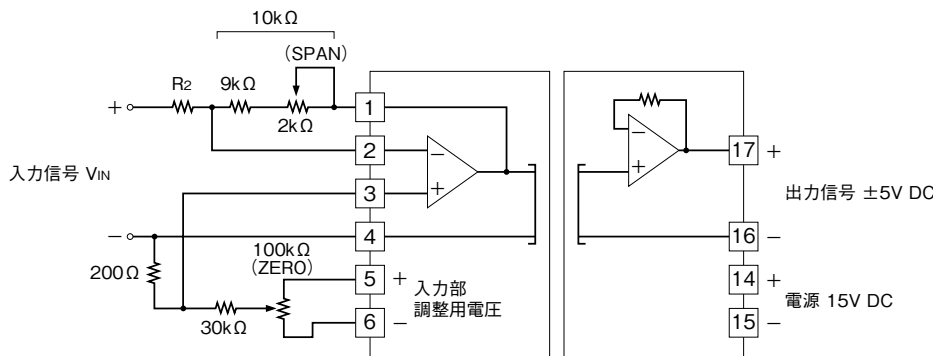 10kΩ
(SPAN)
R2
9kΩ
+
2kΩ
1
2
−
入力信号 VIN
3
+
−
4
200Ω
100kΩ
(ZERO)
5
+
入力部
調整用電圧
30kΩ
6
−
−
+
17
+
出力信号 ±5V DC
16
−
14
+
電源 15V DC
15
−